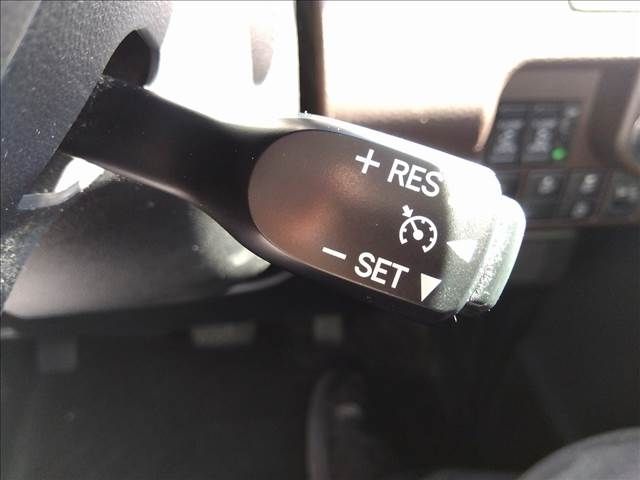 + RES
− SET